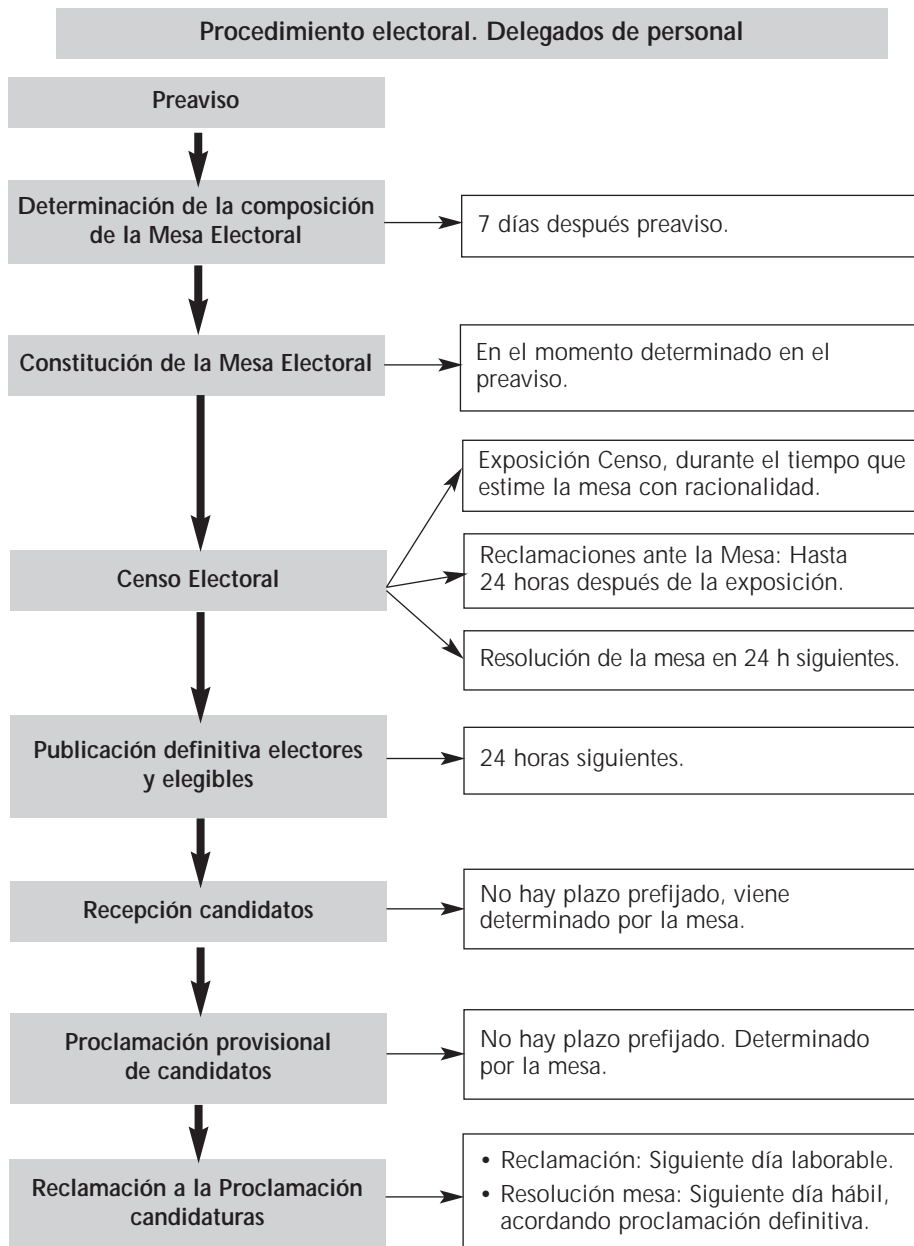 Procedimiento electoral. Delegados de personal
Preaviso
Determinación de la composición
de la Mesa Electoral
7 días después preaviso.
Constitución de la Mesa Electoral
En el momento determinado en el
preaviso.
Censo Electoral
Exposición Censo, durante el tiempo que
estime la mesa con racionalidad.
Reclamaciones ante la Mesa: Hasta
24 horas después de la exposición.
Resolución de la mesa en 24 h siguientes.
Publicación definitiva electores
y elegibles
24 horas siguientes.
Recepción candidatos
No hay plazo prefijado, viene
determinado por la mesa.
Proclamación provisional
de candidatos
No hay plazo prefijado. Determinado
por la mesa.
Reclamación a la Proclamación
candidaturas
• Reclamación: Siguiente día laborable.
• Resolución mesa: Siguiente día hábil,
acordando proclamación definitiva.